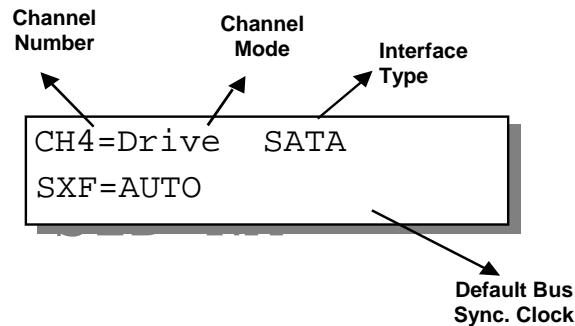 Channel
Number
Channel
Mode
Interface
Type
CH4=Drive SATA
SXF=AUTO
Default Bus
Sync. Clock